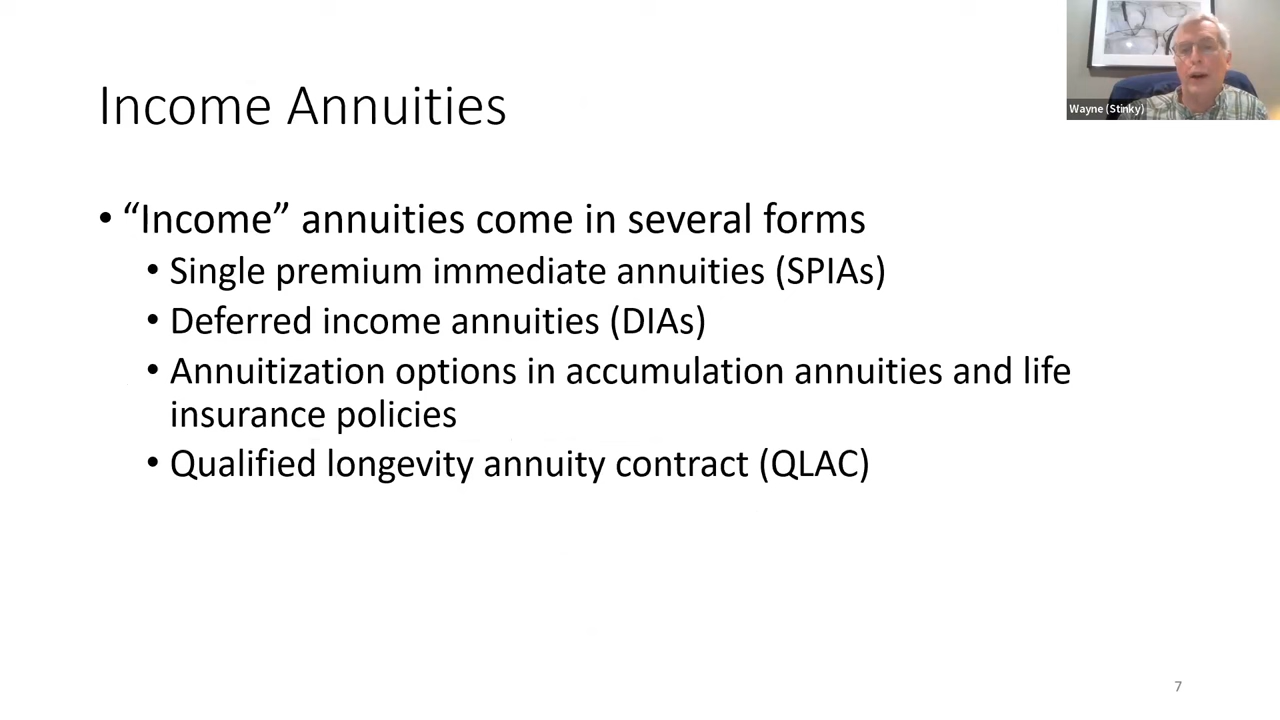 Wayne (Stinky)
Income Annuities
• “Income” annuities come in several forms
• Single premium immediate annuities (SPIAs)
• Deferred income annuities (DIAs)
• Annuitization options in accumulation annuities and life
insurance policies
• Qualified longevity annuity contract (QLAC)
7